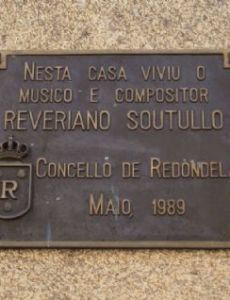 NESTA CASA VIVIU O
MUSICO E COMPOSITOR
REVERIANO SOUTULLO
CONCELLO DE REDONDEL
MAIO, 1989
R